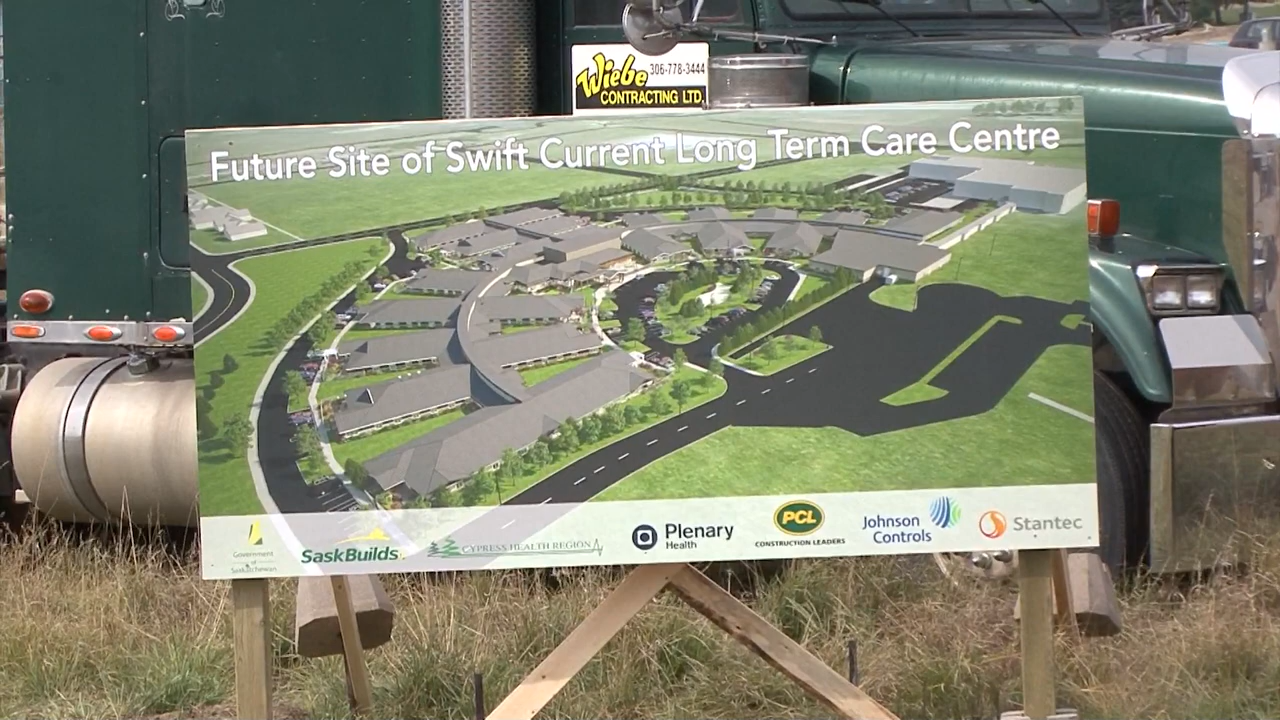 Wiebe 306-778-3444
CONTRACTING LTD.
Future Site of Swift Current Long Term Care Centre
Government
of
Saskatchewan
SaskBuilds
CYPRESS HEALTH REGION
Plenary
Health
PCL
CONSTRUCTION LEADERS
Johnson
Controls
Stantec